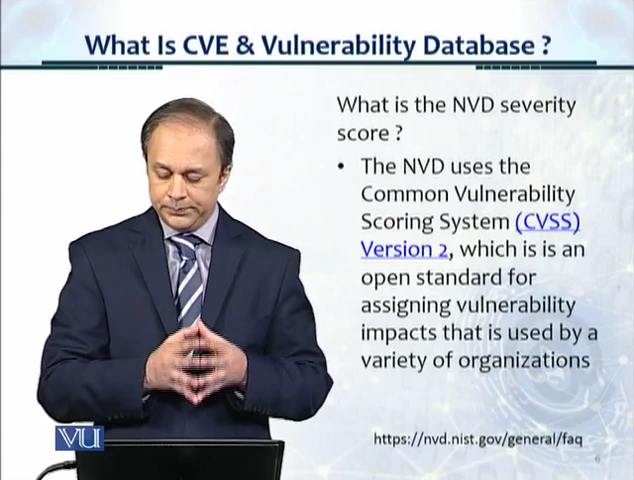 What Is CVE & Vulnerability Database ?
What is the NVD severity
score ?
• The NVD uses the
Common Vulnerability
Scoring System (CVSS)
Version 2, which is is an
open standard for
assigning vulnerability
impacts that is used by a
variety of organizations
VU
https://nvd.nist.gov/general/faq
6